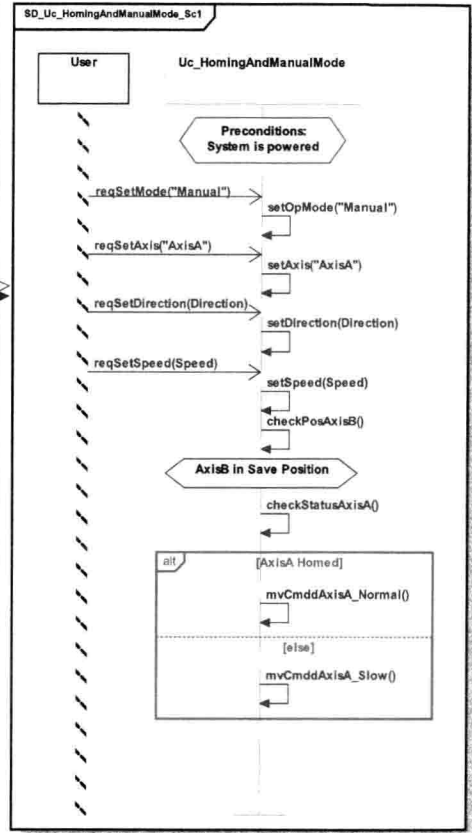 SD_Uc_HomingAndManualMode_Sc1
User
Uc_HomingAndManualMode
Preconditions:
System is powered
reqSetMode("Manual")
setOpMode("Manual")
reqSetAxis("AxisA")
setAxis("AxisA")
reqSetDirection(Direction)
setDirection(Direction)
reqSetSpeed(Speed)
setSpeed(Speed)
checkPosAxisB()
AxisB in Save Position
checkStatusAxisA()
alt
[AxisA Homed]
mvCmddAxisA_Normal()
[else]
mvCmddAxisA_Slow()